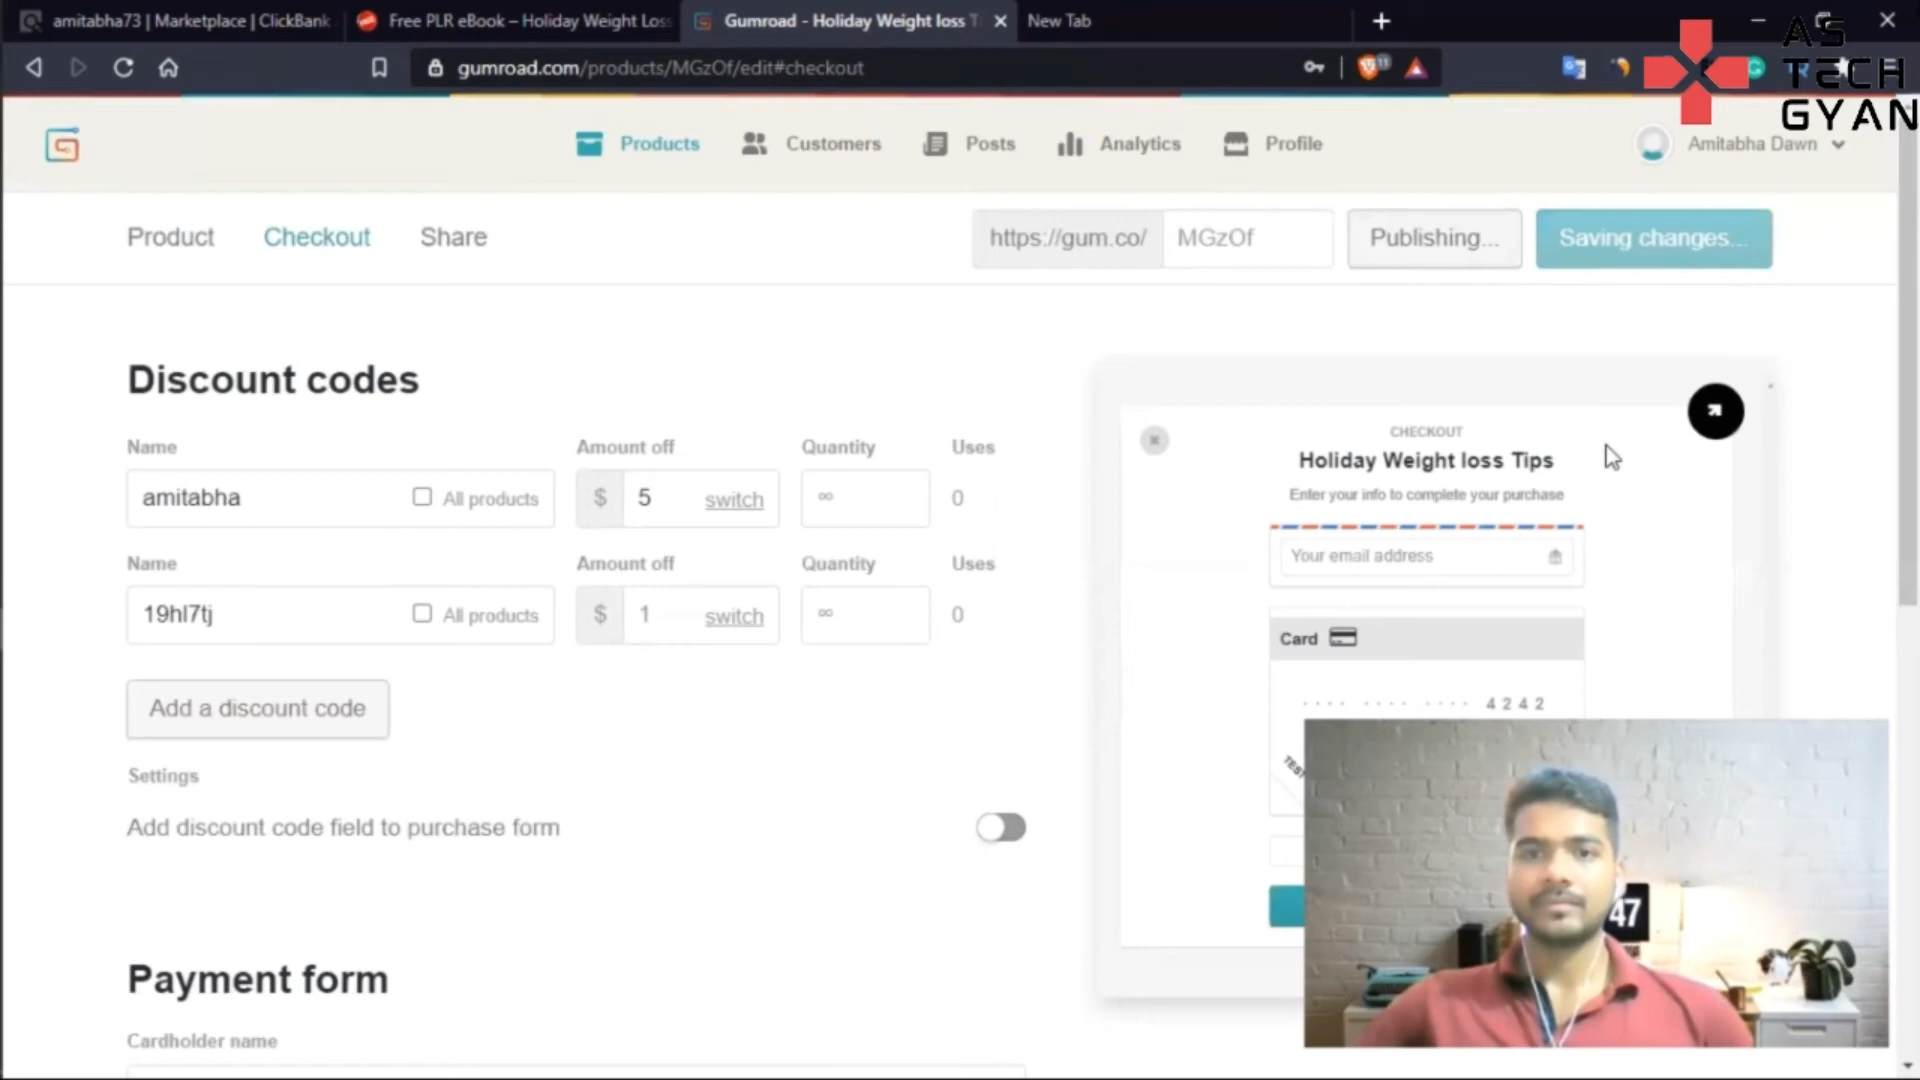 amitabha73 | Marketplace | ClickBank
Free PLR eBook – Holiday Weight Los
Gumroad - Holiday Weight loss T
New Tab
gumroad.com/products/MGzOf/edit#checkout
11
AS
TECH
GYAN
Products
Customers
Posts
Analytics
Profile
Amitabha Dawn
Product
Checkout
Share
https://gum.co/
MGzOf
Publishing...
Saving changes...
Discount codes
Name
Amount off
Quantity
Uses
amitabha
All products
$
5
switch
∞
0
Name
Amount off
Quantity
Uses
19hl7tj
All products
$
1
switch
∞
0
Add a discount code
Settings
Add discount code field to purchase form
Payment form
Cardholder name
CHECKOUT
Holiday Weight loss Tips
Enter your info to complete your purchase
Your email address
Card
4242
TEST
47